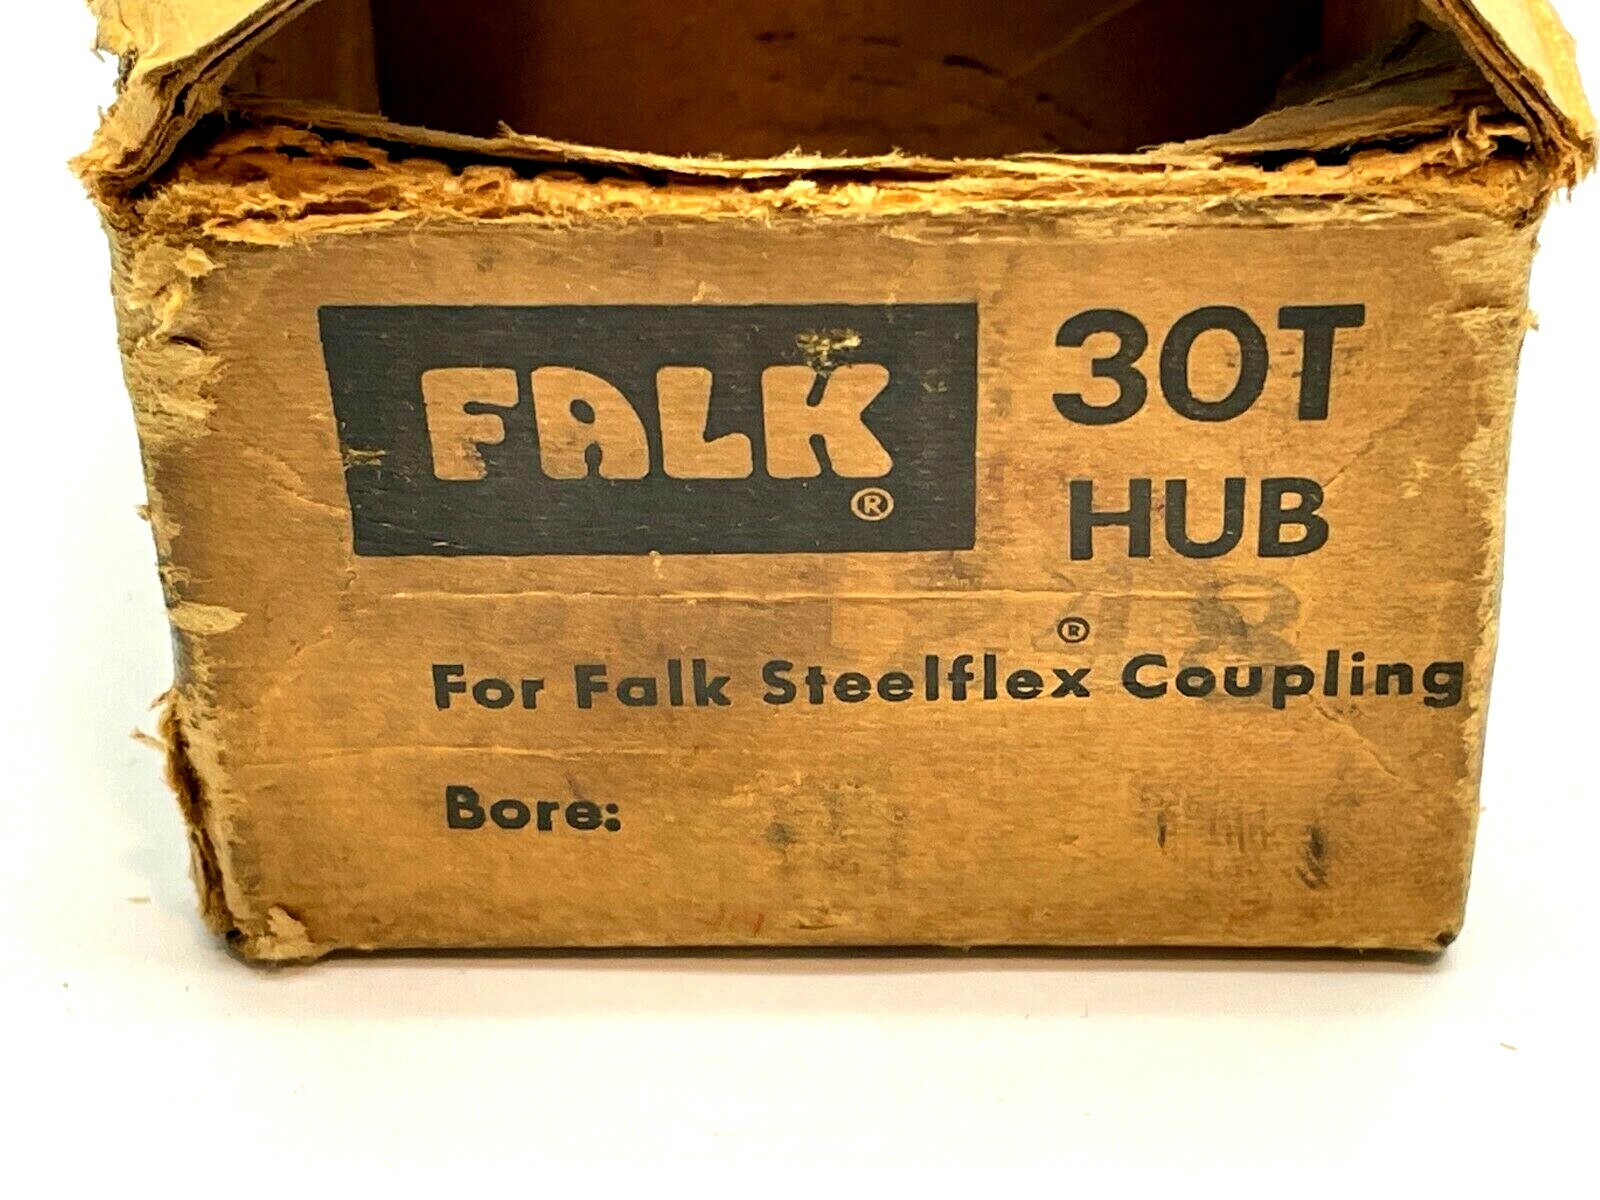 FALK®
30T
HUB
For Falk Steelflex® Coupling
Bore: